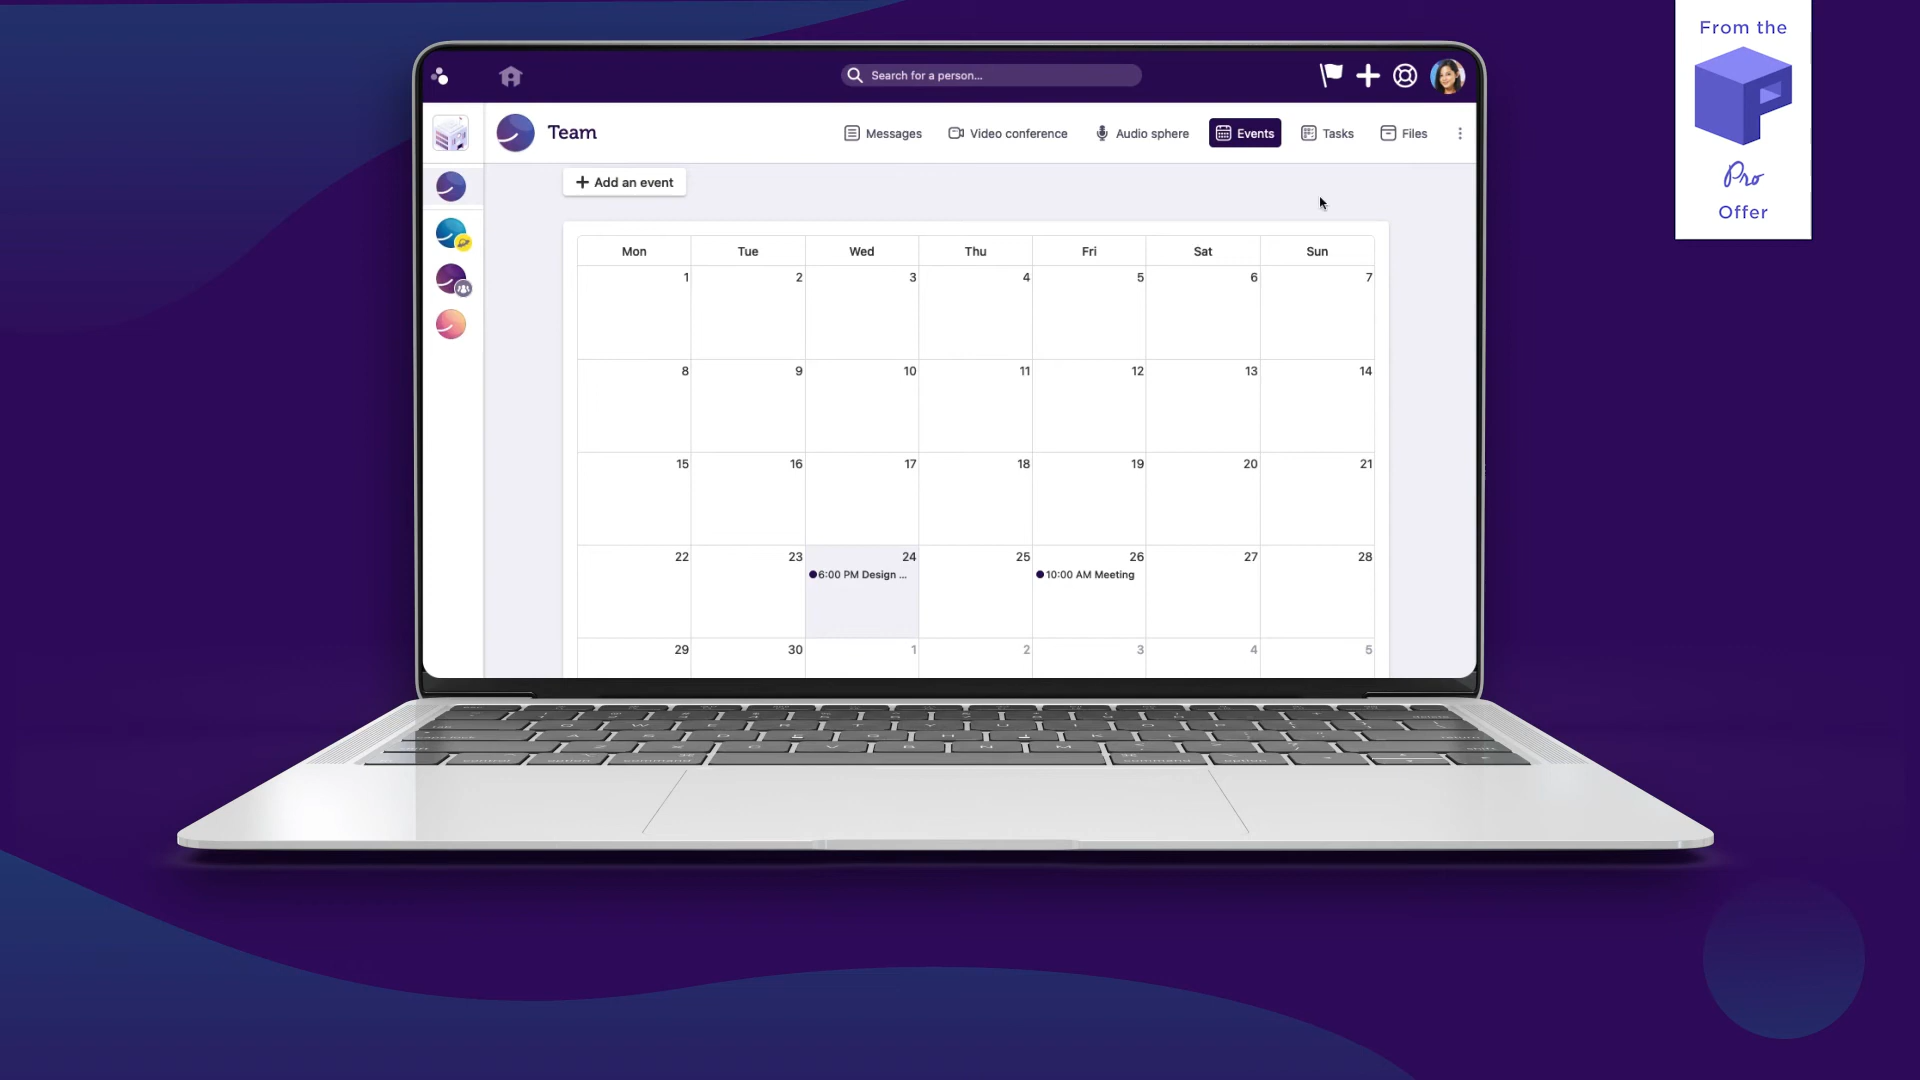 From the
Pro
Offer
Search for a person...
Team
Messages
Video conference
Audio sphere
Events
Tasks
Files
+ Add an event
Mon Tue Wed Thu Fri Sat Sun
1 2 3 4 5 6 7
8 9 10 11 12 13 14
15 16 17 18 19 20 21
22 23 24 25 26 27 28
6:00 PM Design ...
10:00 AM Meeting
29 30 1 2 3 4 5